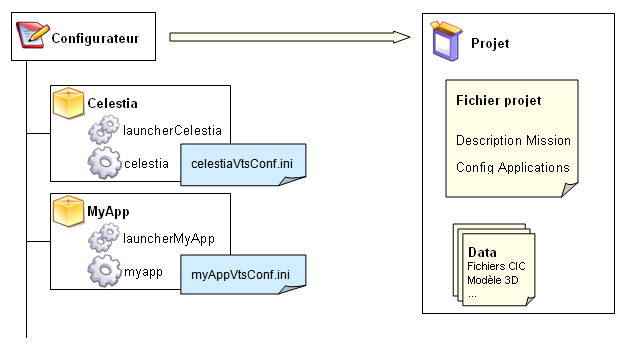 Configurateur
Celestia
launcherCelestia
celestia
celestiaVtsConf.ini
MyApp
launcherMyApp
myapp
myAppVtsConf.ini
Projet
Fichier projet
Description Mission
Config Applications
Data
Fichiers CIC
Modèle 3D
...